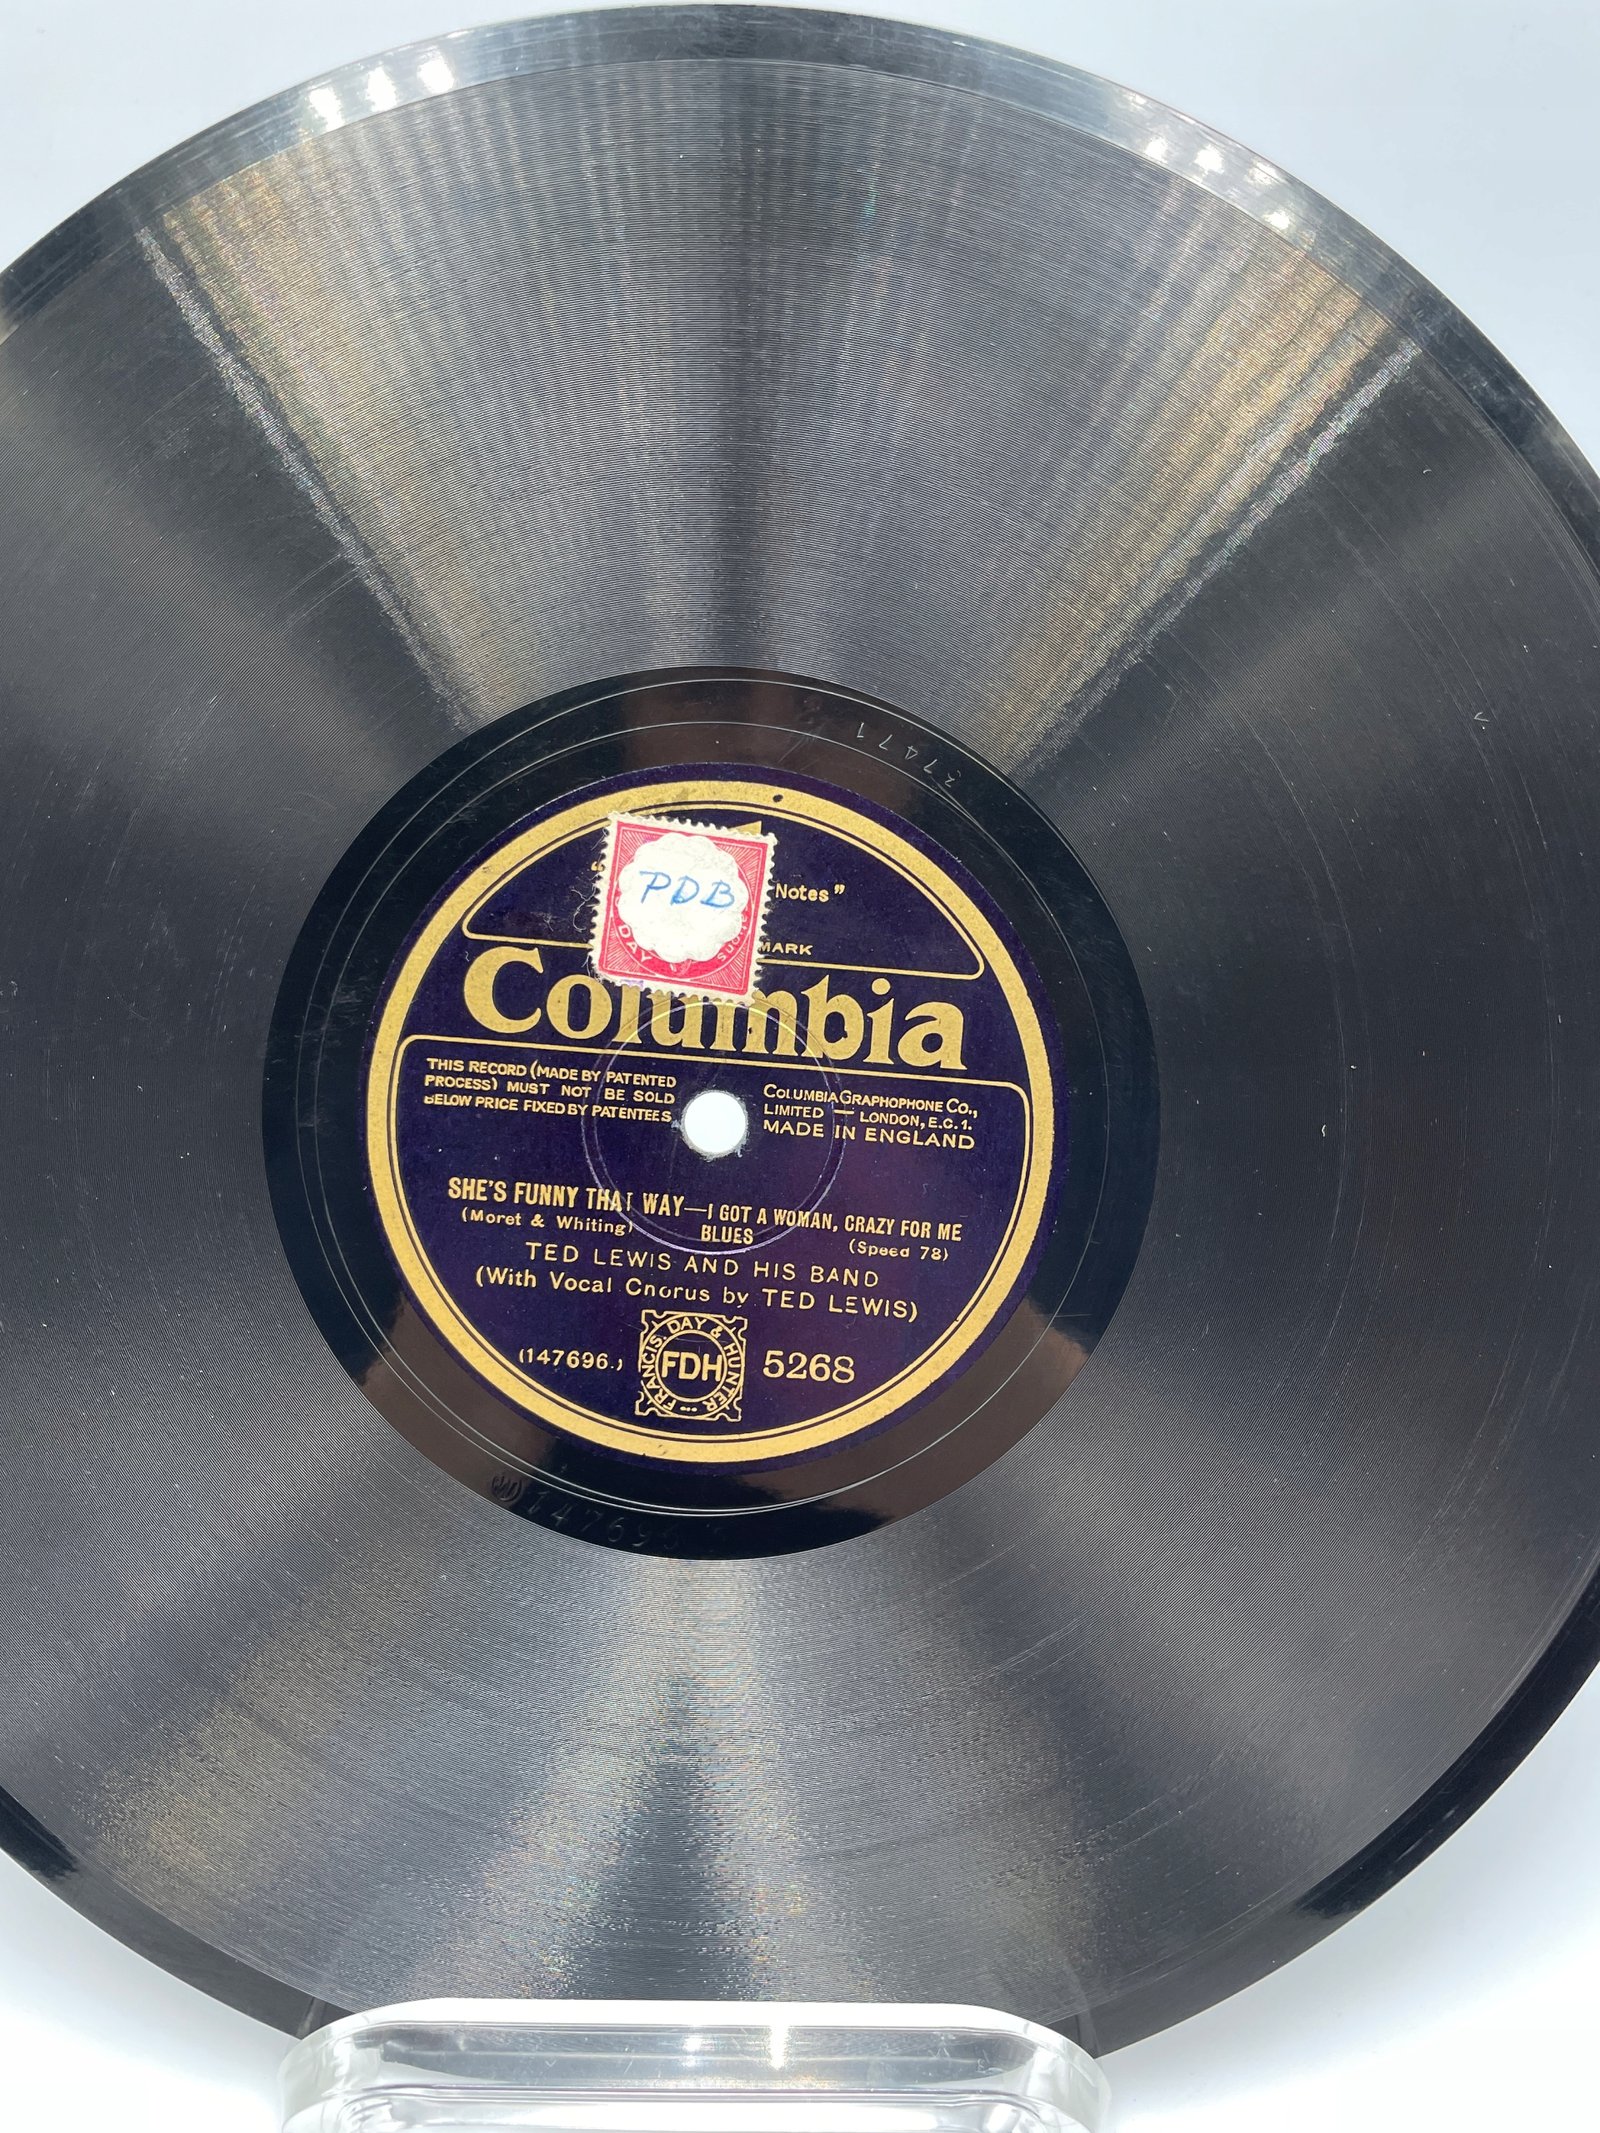 37471
PDB
DAY
Notes"
MARK
Columbia
THIS RECORD (MADE BY PATENTED
PROCESS) MUST NOT BE SOLD
BELOW PRICE FIXED BY PATENTEES
COLUMBIA GRAPHOPHONE CO.,
LIMITED — LONDON, E.C.1.
MADE IN ENGLAND
SHE'S FUNNY THAT WAY—I GOT A WOMAN, CRAZY FOR ME
BLUES
(Moret & Whiting)
(Speed 78)
TED LEWIS AND HIS BAND
(With Vocal Chorus by TED LEWIS)
(147696.)
FRANCIS, DAY & HUNTER
FDH
5268
W 147696